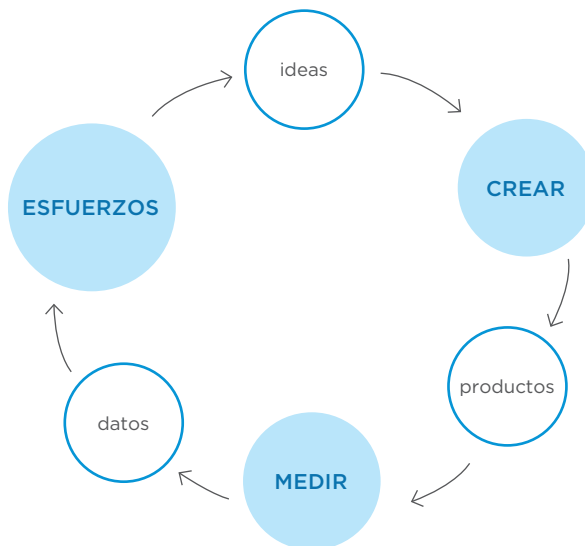 ideas
CREAR
ESFUERZOS
productos
datos
MEDIR